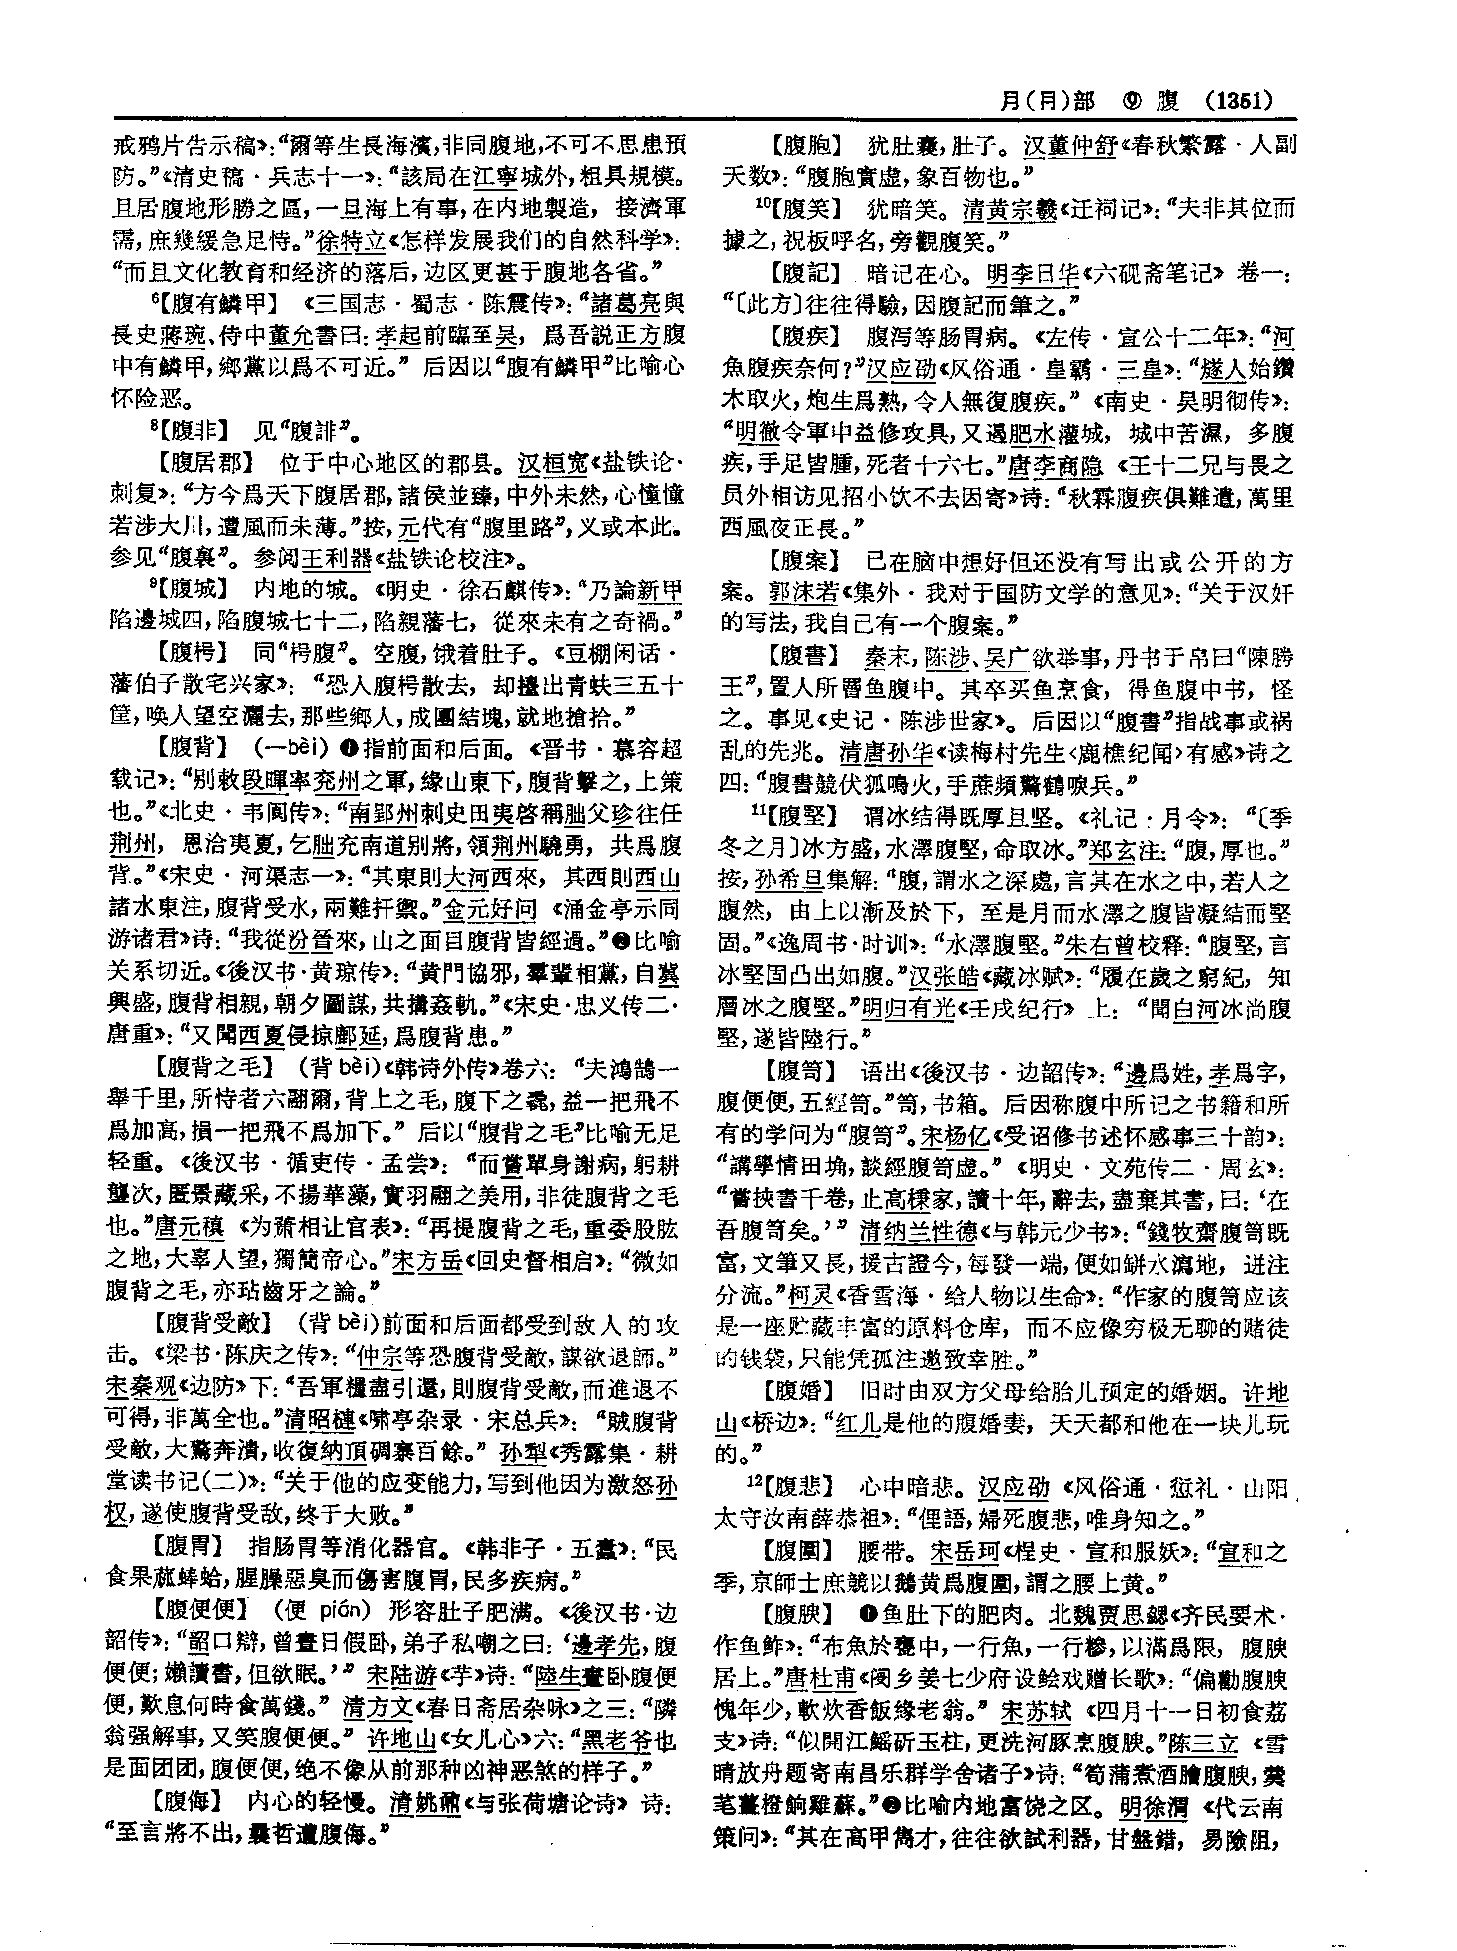 月(⺼)部 ⑨ 腹 (1351)
戒鸦片告示稿》：“爾等生長海濱，非同腹地，不可不思患預
防。”《清史稿·兵志十一》：“該局在江寧城外，粗具規模。
且居腹地形勝之區，一旦海上有事，在内地製造，接濟軍
需，庶幾緩急足恃。”徐特立《怎样发展我们的自然科学》：
“而且文化教育和经济的落后，边区更甚于腹地各省。”
6【腹有鱗甲】 《三国志·蜀志·陈震传》：“諸葛亮與
長史蔣琬、侍中董允書曰：孝起前臨至吴，爲吾説正方腹
中有鱗甲，鄉黨以爲不可近。” 后因以“腹有鱗甲”比喻心
怀险恶。
8【腹非】 见“腹誹”。
【腹居郡】 位于中心地区的郡县。汉桓宽《盐铁论·
刺复》：“方今爲天下腹居郡，諸侯並臻，中外未然，心憧憧
若涉大川，遭風而未薄。”按，元代有“腹里路”，义或本此。
参见“腹裏”。参阅王利器《盐铁论校注》。
9【腹城】 内地的城。《明史·徐石麒传》：“乃論新甲
陷邊城四，陷腹城七十二，陷親藩七，從來未有之奇禍。”
【腹枵】 同“枵腹”。空腹，饿着肚子。《豆棚闲话·
藩伯子散宅兴家》：“恐人腹枵散去，却擡出青蚨三五十
筐，唤人望空灑去，那些鄉人，成團結塊，就地搶拾。”
【腹背】 (一bèi) ❶指前面和后面。《晋书·慕容超
载记》：“别敕段暉率兖州之軍，緣山東下，腹背擊之，上策
也。”《北史·韦阆传》：“南郢州刺史田夷啓稱朏父珍往任
荆州，恩洽夷夏，乞朏充南道别將，領荆州驍勇，共爲腹
背。”《宋史·河渠志一》：“其東則大河西來，其西則西山
諸水東注，腹背受水，兩難扞禦。”金元好问《涌金亭示同
游诸君》诗：“我從汾晉來，山之面目腹背皆經過。”❷比喻
关系切近。《後汉书·黄琼传》：“黄門協邪，羣輩相黨，自冀
興盛，腹背相親，朝夕圖謀，共搆姦軌。”《宋史·忠义传二·
唐重》：“又聞西夏侵掠鄜延，爲腹背患。”
【腹背之毛】 (背 bèi)《韩诗外传》卷六：“夫鴻鵠一
舉千里，所恃者六翮爾，背上之毛，腹下之毳，益一把飛不
爲加高，損一把飛不爲加下。” 后以“腹背之毛”比喻无足
轻重。《後汉书·循吏传·孟尝》：“而嘗單身謝病，躬耕
壟次，匿景藏采，不揚華藻，實羽翮之美用，非徒腹背之毛
也。”唐元稹《为萧相让官表》：“再提腹背之毛，重委股肱
之地，大辜人望，獨簡帝心。”宋方岳《回史督相启》：“微如
腹背之毛，亦玷齒牙之論。”
【腹背受敵】 (背 bèi)前面和后面都受到敌人的攻
击。《梁书·陈庆之传》：“仲宗等恐腹背受敵，謀欲退師。”
宋秦观《边防》下：“吾軍糧盡引還，則腹背受敵，而進退不
可得，非萬全也。”清昭槤《啸亭杂录·宋总兵》：“賊腹背
受敵，大驚奔潰，收復纳頂碉寨百餘。” 孙犁《秀露集·耕
堂读书记(二)》：“关于他的应变能力，写到他因为激怒孙
权，遂使腹背受敌，终于大败。”
【腹胃】 指肠胃等消化器官。《韩非子·五蠹》：“民
食果蓏蜯蛤，腥臊惡臭而傷害腹胃，民多疾病。”
【腹便便】 (便 pián) 形容肚子肥满。《後汉书·边
韶传》：“韶口辯，曾晝日假卧，弟子私嘲之曰：‘邊孝先，腹
便便；嬾讀書，但欲眠。’” 宋陆游《芋》诗：“陸生晝卧腹便
便，歎息何時食萬錢。” 清方文《春日斋居杂咏》之三：“隣
翁强解事，又笑腹便便。” 许地山《女儿心》六：“黑老爷也
是面团团，腹便便，绝不像从前那种凶神恶煞的样子。”
【腹侮】 内心的轻慢。清姚鼐《与张荷塘论诗》诗：
“至言將不出，曩哲遭腹侮。”
【腹胞】 犹肚囊，肚子。汉董仲舒《春秋繁露·人副
天数》：“腹胞實虚，象百物也。”
10【腹笑】 犹暗笑。清黄宗羲《迁祠记》：“夫非其位而
據之，祝板呼名，旁觀腹笑。”
【腹記】 暗记在心。明李日华《六砚斋笔记》卷一：
“〔此方〕往往得驗，因腹記而筆之。”
【腹疾】 腹泻等肠胃病。《左传·宣公十二年》：“河
魚腹疾奈何？”汉应劭《风俗通·皇霸·三皇》：“燧人始鑽
木取火，炮生爲熟，令人無復腹疾。”《南史·吴明彻传》：
“明徹令軍中益修攻具，又遏肥水灌城，城中苦濕，多腹
疾，手足皆腫，死者十六七。”唐李商隐《王十二兄与畏之
员外相访见招小饮不去因寄》诗：“秋霖腹疾俱難遣，萬里
西風夜正長。”
【腹案】 已在脑中想好但还没有写出或公开的方
案。郭沫若《集外·我对于国防文学的意见》：“关于汉奸
的写法，我自己有一个腹案。”
【腹書】 秦末，陈涉、吴广欲举事，丹书于帛曰“陳勝
王”，置人所罾鱼腹中。其卒买鱼烹食，得鱼腹中书，怪
之。事见《史记·陈涉世家》。后因以“腹書”指战事或祸
乱的先兆。清唐孙华《读梅村先生〈鹿樵纪闻〉有感》诗之
四：“腹書競伏狐鳴火，手蔗頻驚鶴唳兵。”
11【腹堅】 谓冰结得既厚且坚。《礼记·月令》：“〔季
冬之月〕冰方盛，水澤腹堅，命取冰。”郑玄注：“腹，厚也。”
按，孙希旦集解：“腹，謂水之深處，言其在水之中，若人之
腹然，由上以漸及於下，至是月而水澤之腹皆凝結而堅
固。”《逸周书·时训》：“水澤腹堅。”朱右曾校释：“腹堅，言
冰堅固凸出如腹。”汉张皓《藏冰赋》：“履在歲之窮紀，知
層冰之腹堅。”明归有光《壬戌纪行》上：“聞白河冰尚腹
堅，遂皆陸行。”
【腹笥】 语出《後汉书·边韶传》：“邊爲姓，孝爲字，
腹便便，五經笥。”笥，书箱。后因称腹中所记之书籍和所
有的学问为“腹笥”。宋杨亿《受诏修书述怀感事三十韵》：
“講學情田埆，談經腹笥虚。”《明史·文苑传二·周玄》：
“嘗挾書千卷，止高棅家，讀十年，辭去，盡棄其書，曰：‘在
吾腹笥矣。’” 清纳兰性德《与韩元少书》：“錢牧齋腹笥既
富，文筆又長，援古證今，每發一端，便如缾水瀉地，迸注
分流。”柯灵《香雪海·给人物以生命》：“作家的腹笥应该
是一座贮藏丰富的原料仓库，而不应像穷极无聊的赌徒
的钱袋，只能凭孤注邀致幸胜。”
【腹婚】 旧时由双方父母给胎儿预定的婚姻。许地
山《桥边》：“红儿是他的腹婚妻，天天都和他在一块儿玩
的。”
12【腹悲】 心中暗悲。汉应劭《风俗通·愆礼·山阳
太守汝南薛恭祖》：“俚語，婦死腹悲，唯身知之。”
【腹圍】 腰带。宋岳珂《桯史·宣和服妖》：“宣和之
季，京師士庶競以鵝黄爲腹圍，謂之腰上黄。”
【腹腴】 ❶鱼肚下的肥肉。北魏贾思勰《齐民要术·
作鱼鲊》：“布魚於甕中，一行魚，一行糝，以滿爲限，腹腴
居上。”唐杜甫《阌乡姜七少府设鲙戏赠长歌》：“偏勸腹腴
愧年少，軟炊香飯緣老翁。” 宋苏轼《四月十一日初食荔
支》诗：“似開江鰩斫玉柱，更洗河豚烹腹腴。”陈三立《雪
晴放舟题寄南昌乐群学舍诸子》诗：“筍蒲煮酒膾腹腴，羹
芼薑橙餉雞蘇。”❷比喻内地富饶之区。明徐渭《代云南
策问》：“其在高甲雋才，往往欲試利器，甘盤錯，易險阻，